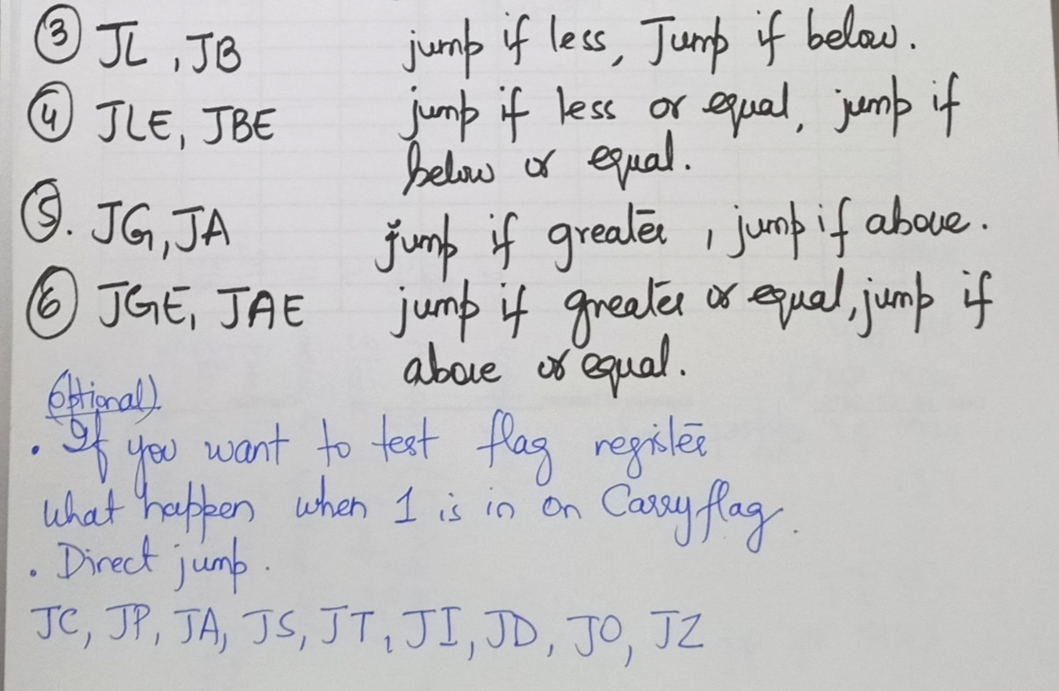 ③ JL, JB jump if less, Jump if below.
④ JLE, JBE jump if less or equal, jump if
below or equal.
⑤. JG, JA jump if greater, jump if above.
⑥ JGE, JAE jump if greater or equal, jump if
above or equal.
(Optional)
. If you want to test flag register
what happen when 1 is in on Carry flag.
. Direct jump.
JC, JP, JA, JS, JT, JI, JD, JO, JZ